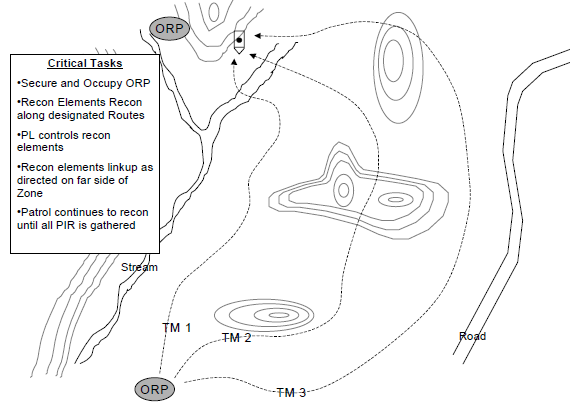 ORP
Critical Tasks
•Secure and Occupy ORP
•Recon Elements Recon
along designated Routes
•PL controls recon
elements
•Recon elements linkup as
directed on far side of
Zone
•Patrol continues to recon
until all PIR is gathered
Stream
TM 1
TM 2
Road
ORP
TM 3